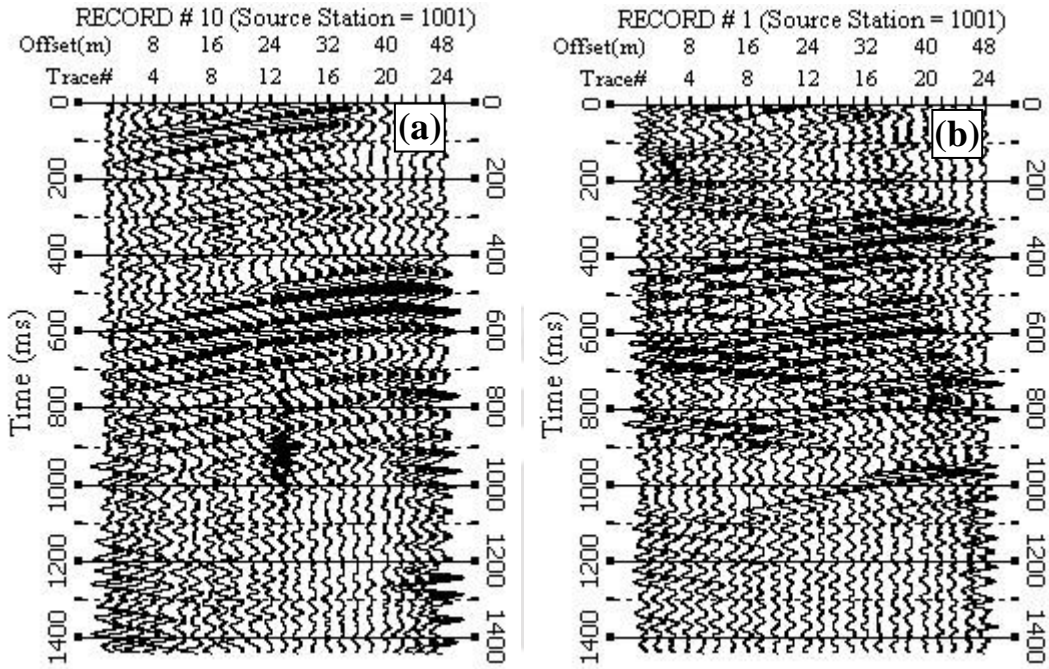 RECORD # 10 (Source Station = 1001)
Offset(m) 8 16 24 32 40 48
Trace# 4 8 12 16 20 24
(a)
0 0
200 200
400 400
600 600
800 800
1000 1000
1200 1200
1400 1400
Time (ms)
RECORD # 1 (Source Station = 1001)
Offset(m) 8 16 24 32 40 48
Trace# 4 8 12 16 20 24
(b)
0 0
200 200
400 400
600 600
800 800
1000 1000
1200 1200
1400 1400
Time (ms)